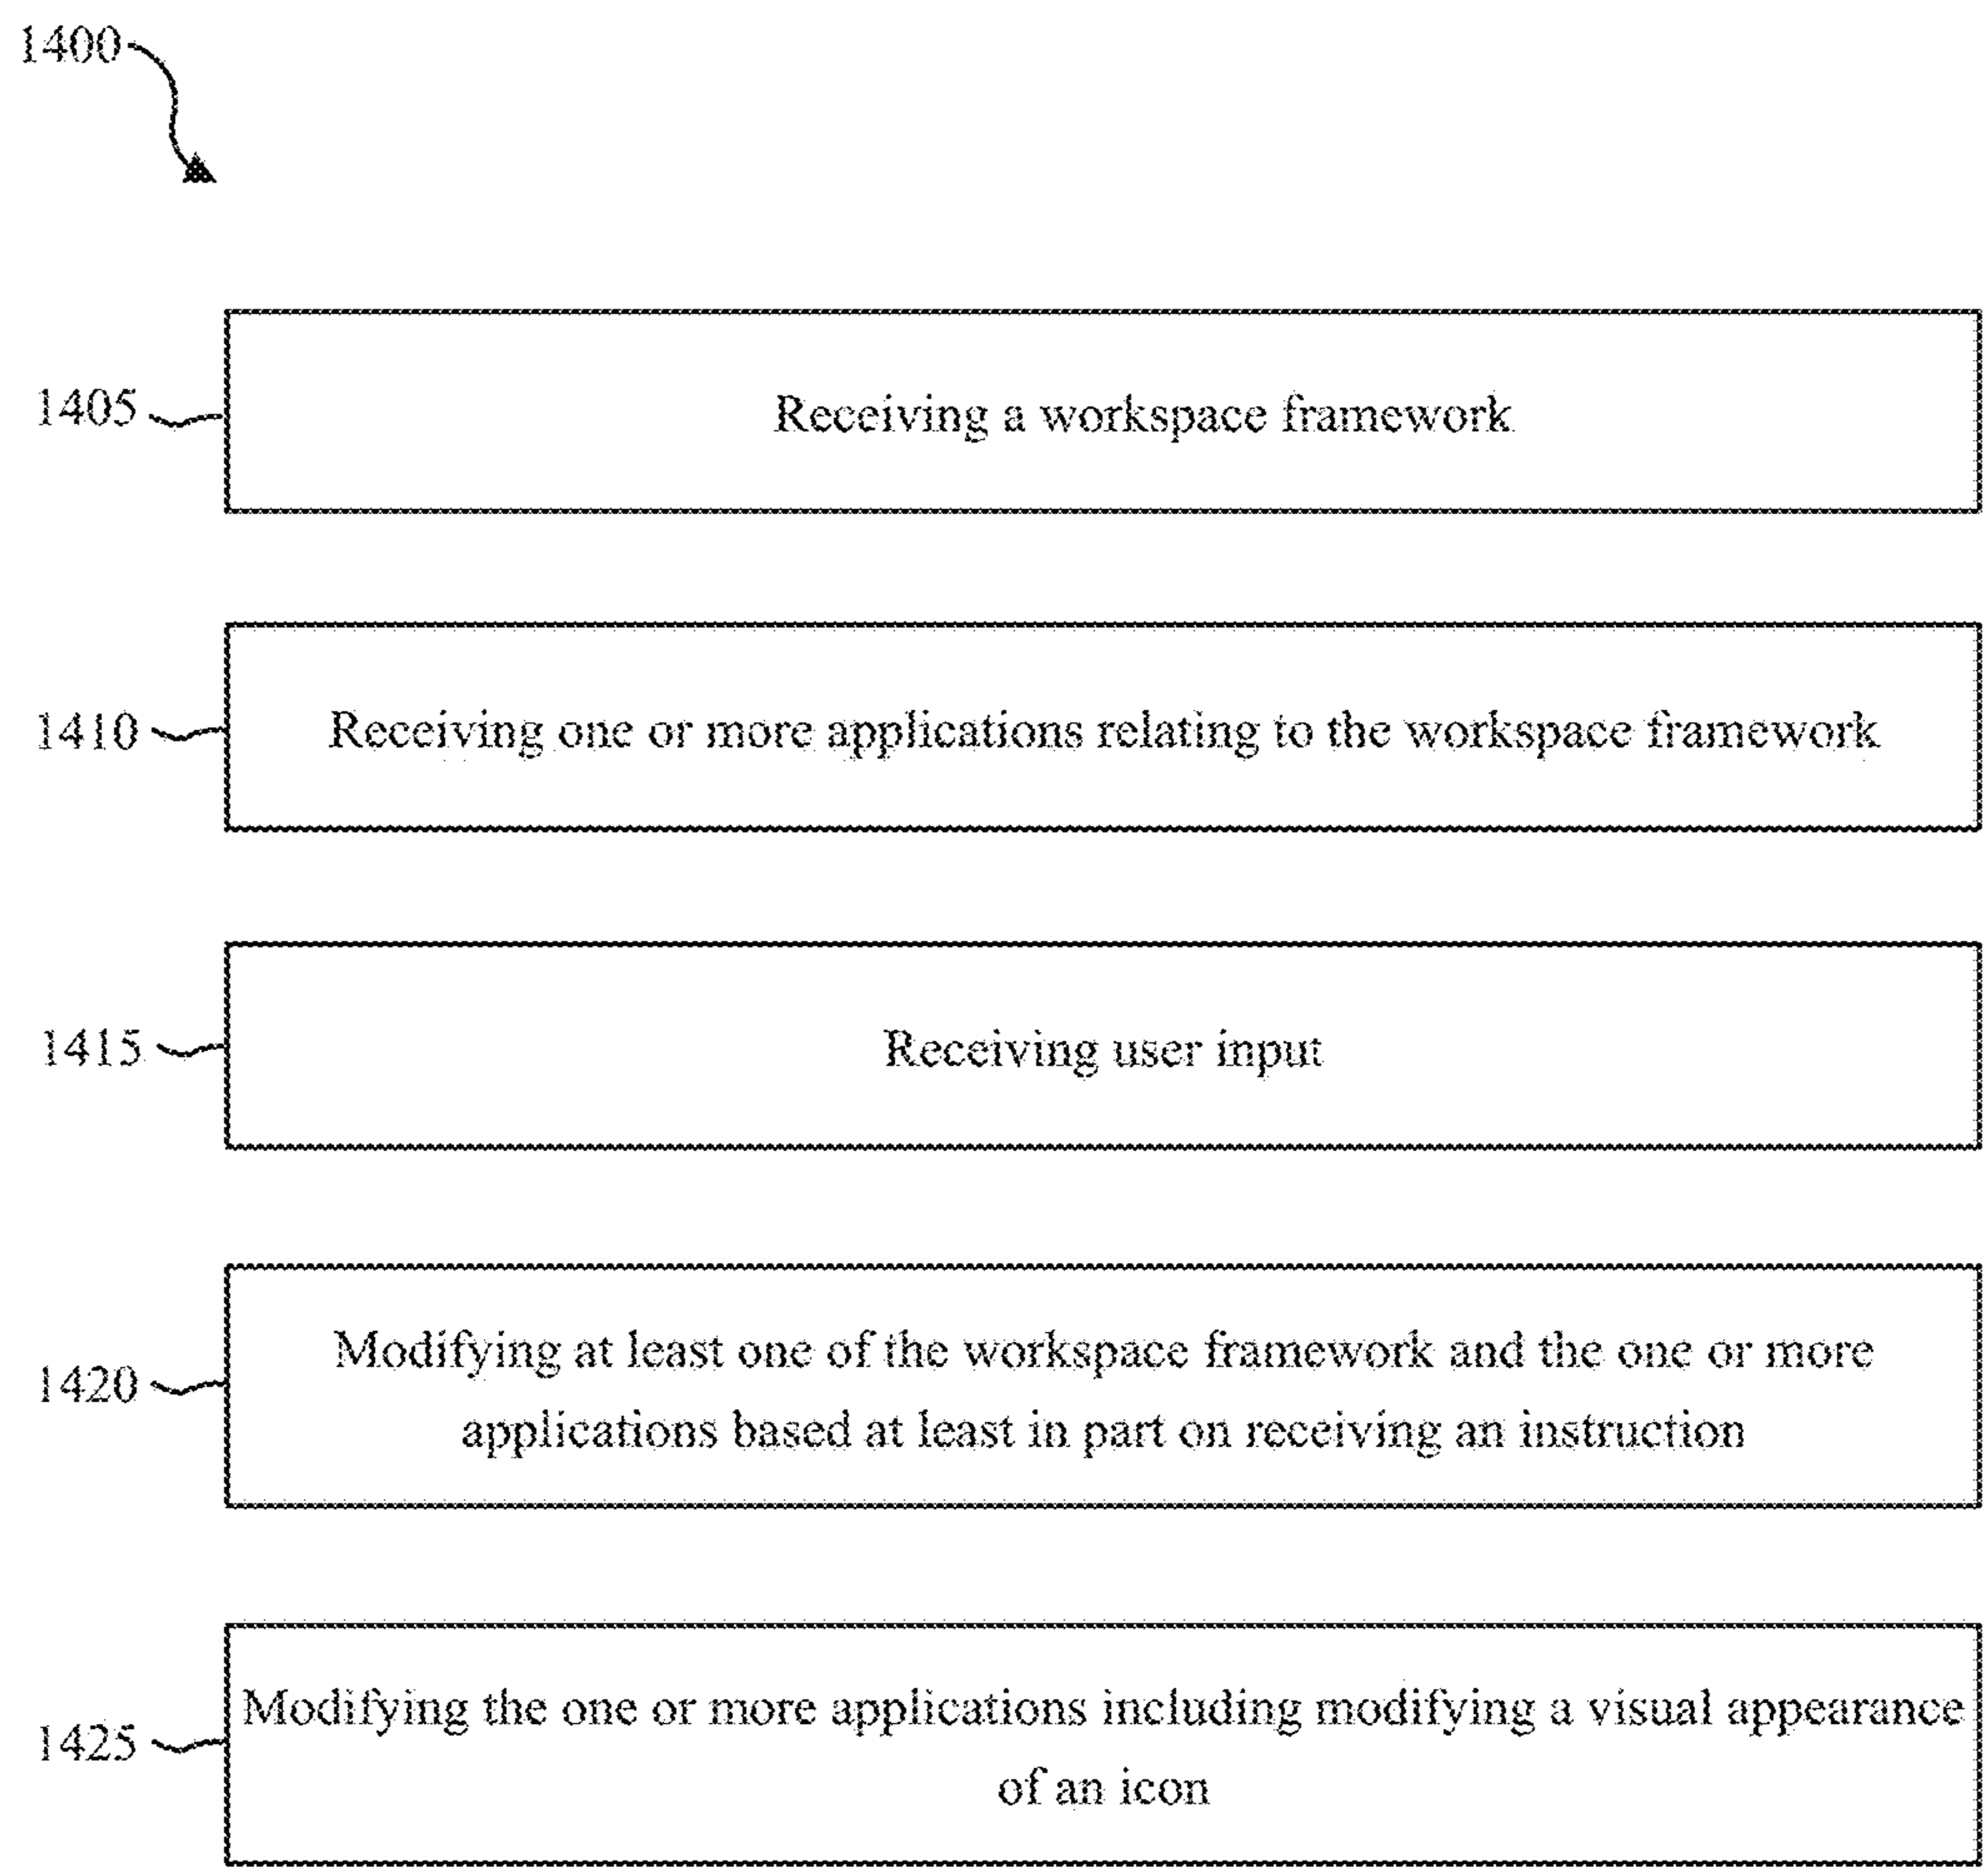 1400
1405
Receiving a workspace framework
1410
Receiving one or more applications relating to the workspace framework
1415
Receiving user input
1420
Modifying at least one of the workspace framework and the one or more
applications based at least in part on receiving an instruction
1425
Modifying the one or more applications including modifying a visual appearance
of an icon